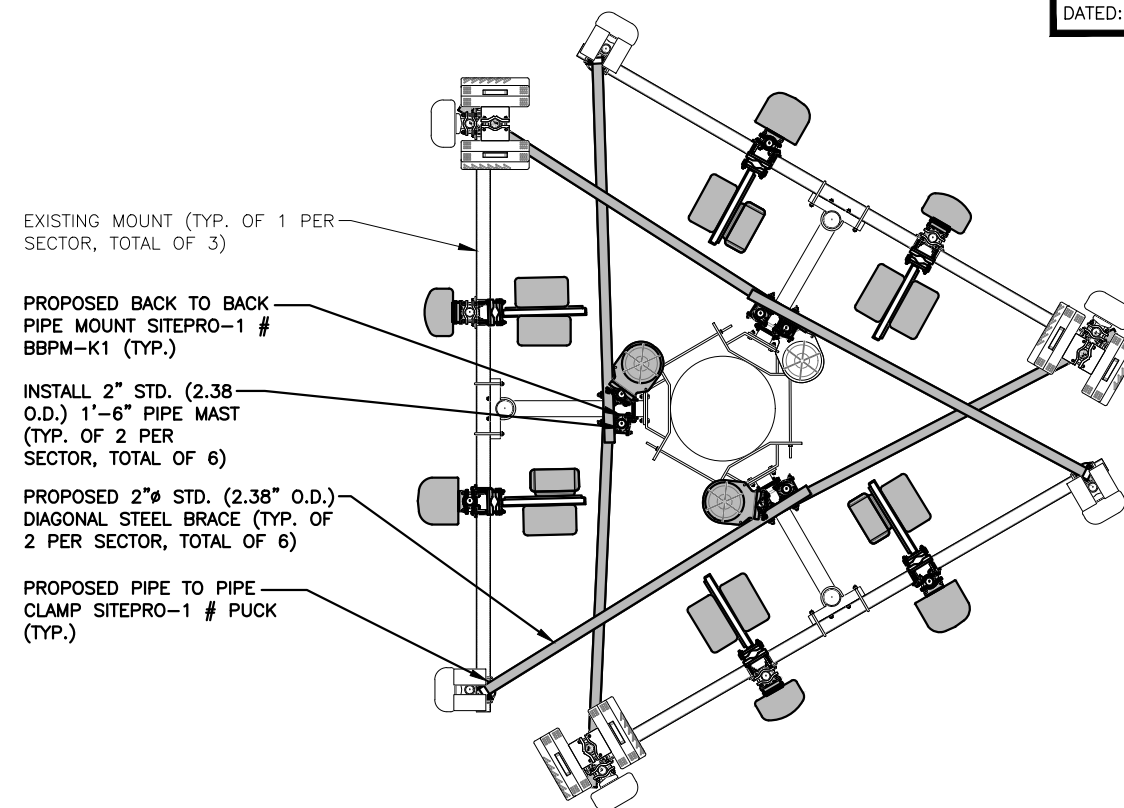 DATED:
EXISTING MOUNT (TYP. OF 1 PER
SECTOR, TOTAL OF 3)
PROPOSED BACK TO BACK
PIPE MOUNT SITEPRO-1 #
BBPM-K1 (TYP.)
INSTALL 2" STD. (2.38
O.D.) 1'-6" PIPE MAST
(TYP. OF 2 PER
SECTOR, TOTAL OF 6)
PROPOSED 2"ø STD. (2.38" O.D.)
DIAGONAL STEEL BRACE (TYP. OF
2 PER SECTOR, TOTAL OF 6)
PROPOSED PIPE TO PIPE
CLAMP SITEPRO-1 # PUCK
(TYP.)